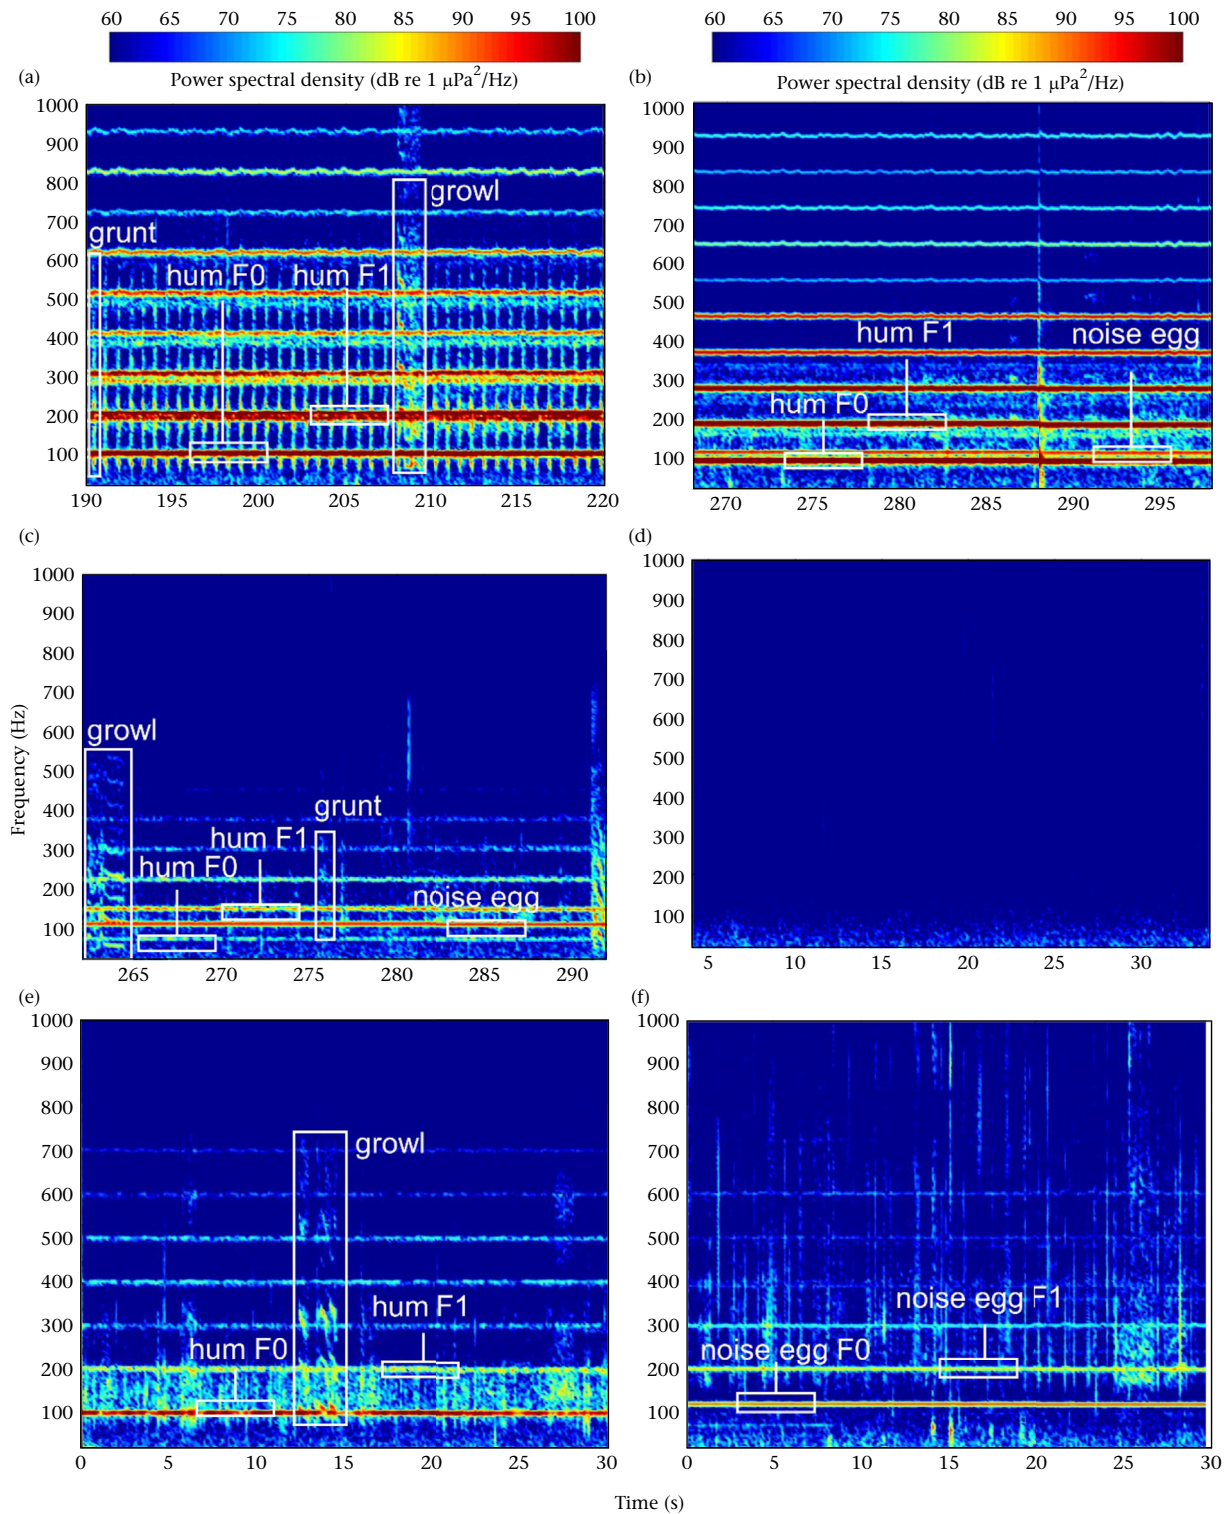 60 65 70 75 80 85 90 95 100
Power spectral density (dB re 1 μPa²/Hz)
60 65 70 75 80 85 90 95 100
Power spectral density (dB re 1 μPa²/Hz)
(a)
1000
900
800
700
600
500
400
300
200
100
grunt
hum F0
hum F1
growl
190 195 200 205 210 215 220
(b)
1000
900
800
700
600
500
400
300
200
100
hum F1
noise egg
hum F0
270 275 280 285 290 295
(c)
1000
900
800
700
600
500
400
300
200
100
growl
grunt
hum F1
hum F0
noise egg
265 270 275 280 285 290
(d)
1000
900
800
700
600
500
400
300
200
100
5 10 15 20 25 30
Frequency (Hz)
(e)
1000
900
800
700
600
500
400
300
200
100
growl
hum F1
hum F0
0 5 10 15 20 25 30
(f)
1000
900
800
700
600
500
400
300
200
100
noise egg F1
noise egg F0
0 5 10 15 20 25 30
Time (s)